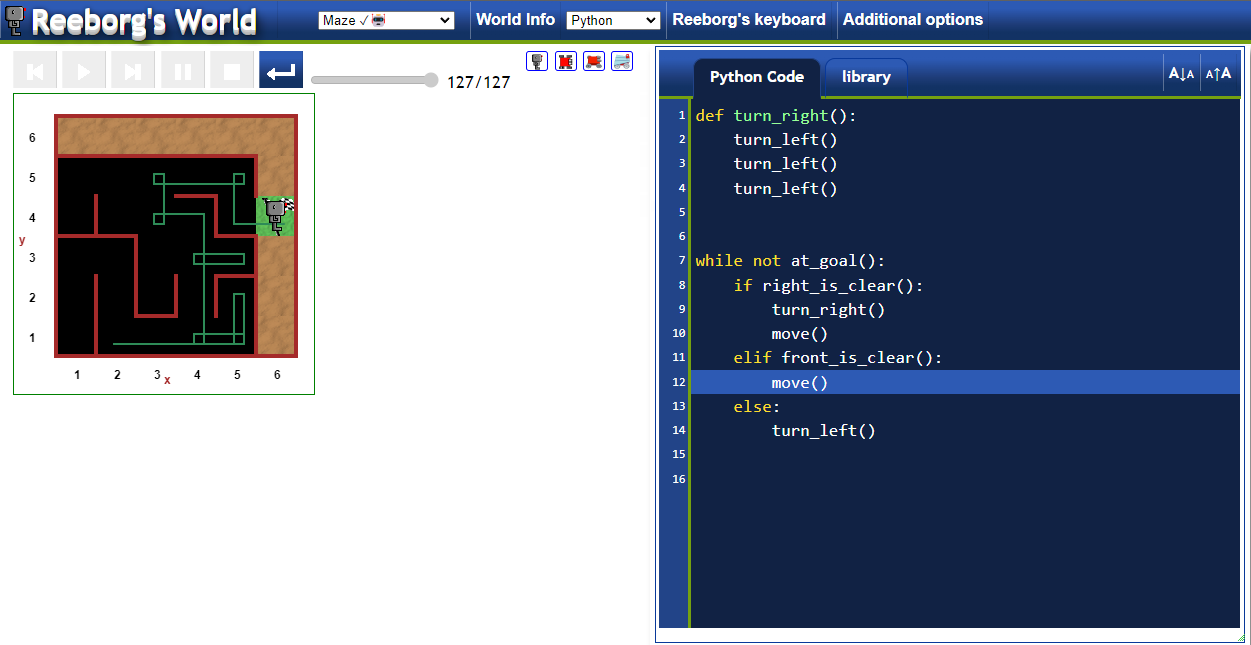 Reeborg's World
Maze ✓
World Info
Python
Reeborg's keyboard
Additional options
127/127
6
5
4
y
3
2
1
1 2 3 x 4 5 6
Python Code
library
A↓A A↑A
1 def turn_right():
2     turn_left()
3     turn_left()
4     turn_left()
5
6
7 while not at_goal():
8     if right_is_clear():
9         turn_right()
10         move()
11     elif front_is_clear():
12         move()
13     else:
14         turn_left()
15
16